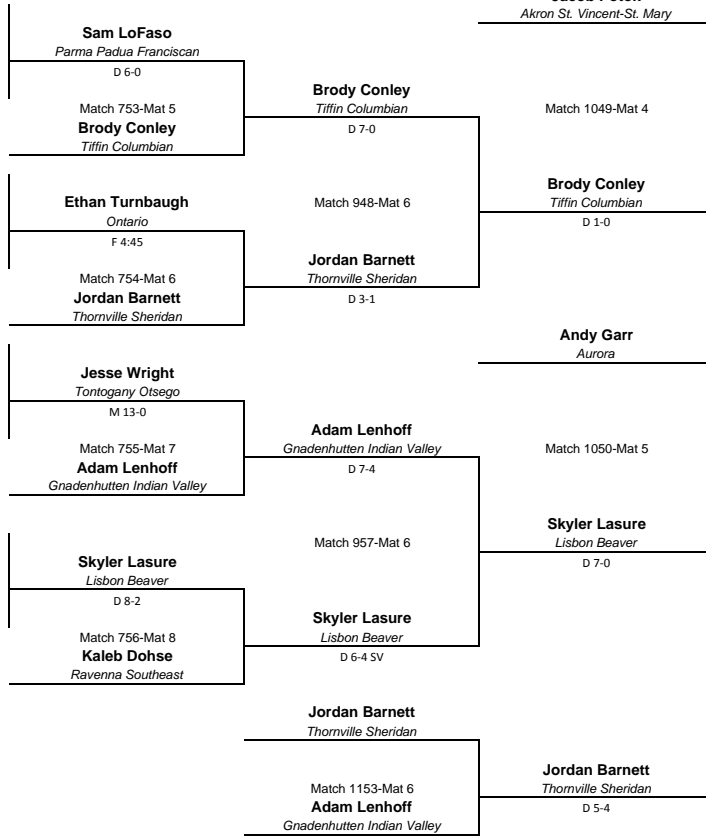 Akron St. Vincent-St. Mary
Sam LoFaso
Parma Padua Franciscan
D 6-0
Brody Conley
Match 753-Mat 5
Tiffin Columbian
Match 1049-Mat 4
Brody Conley
D 7-0
Tiffin Columbian
Brody Conley
Ethan Turnbaugh
Match 948-Mat 6
Tiffin Columbian
Ontario
D 1-0
F 4:45
Jordan Barnett
Match 754-Mat 6
Thornville Sheridan
Jordan Barnett
D 3-1
Thornville Sheridan
Andy Garr
Aurora
Jesse Wright
Tontogany Otsego
M 13-0
Adam Lenhoff
Match 755-Mat 7
Gnadenhutten Indian Valley
Match 1050-Mat 5
Adam Lenhoff
D 7-4
Gnadenhutten Indian Valley
Skyler Lasure
Match 957-Mat 6
Lisbon Beaver
Skyler Lasure
D 7-0
Lisbon Beaver
D 8-2
Skyler Lasure
Match 756-Mat 8
Lisbon Beaver
Kaleb Dohse
D 6-4 SV
Ravenna Southeast
Jordan Barnett
Thornville Sheridan
Jordan Barnett
Match 1153-Mat 6
Thornville Sheridan
Adam Lenhoff
D 5-4
Gnadenhutten Indian Valley